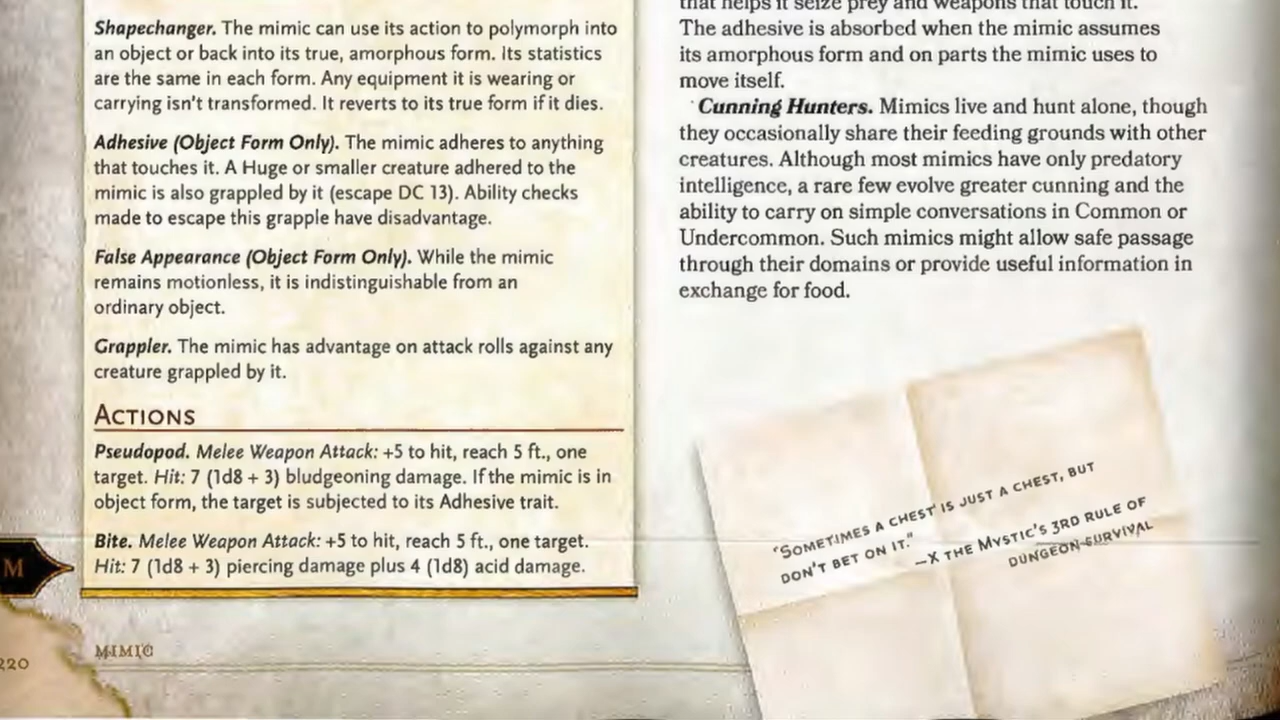 Shapechanger. The mimic can use its action to polymorph into
an object or back into its true, amorphous form. Its statistics
are the same in each form. Any equipment it is wearing or
carrying isn't transformed. It reverts to its true form if it dies.
Adhesive (Object Form Only). The mimic adheres to anything
that touches it. A Huge or smaller creature adhered to the
mimic is also grappled by it (escape DC 13). Ability checks
made to escape this grapple have disadvantage.
False Appearance (Object Form Only). While the mimic
remains motionless, it is indistinguishable from an
ordinary object.
Grappler. The mimic has advantage on attack rolls against any
creature grappled by it.
ACTIONS
Pseudopod. Melee Weapon Attack: +5 to hit, reach 5 ft., one
target. Hit: 7 (1d8 + 3) bludgeoning damage. If the mimic is in
object form, the target is subjected to its Adhesive trait.
Bite. Melee Weapon Attack: +5 to hit, reach 5 ft., one target.
Hit: 7 (1d8 + 3) piercing damage plus 4 (1d8) acid damage.
M
220
MIMIC
that helps it seize prey and weapons that touch it.
The adhesive is absorbed when the mimic assumes
its amorphous form and on parts the mimic uses to
move itself.
Cunning Hunters. Mimics live and hunt alone, though
they occasionally share their feeding grounds with other
creatures. Although most mimics have only predatory
intelligence, a rare few evolve greater cunning and the
ability to carry on simple conversations in Common or
Undercommon. Such mimics might allow safe passage
through their domains or provide useful information in
exchange for food.
"SOMETIMES A CHEST IS JUST A CHEST, BUT
DON'T BET ON IT."
—X THE MYSTIC'S 3RD RULE OF
DUNGEON SURVIVAL